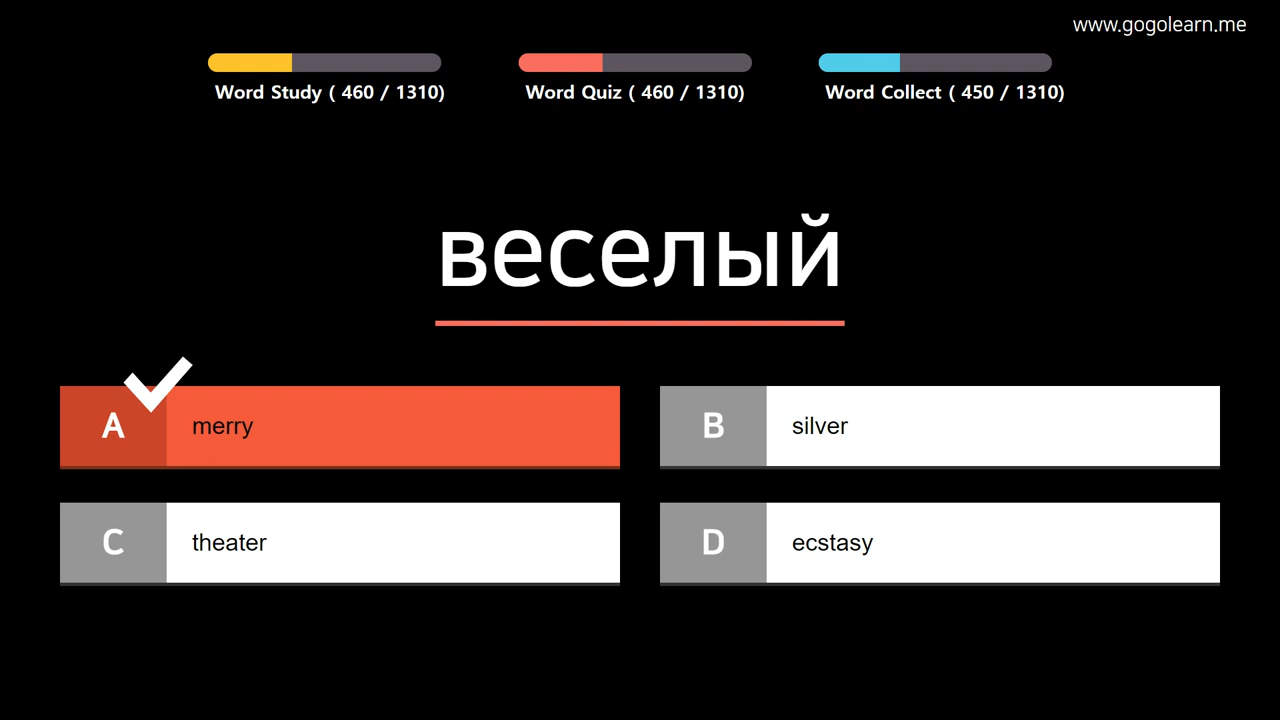 www.gogolearn.me
Word Study ( 460 / 1310)
Word Quiz ( 460 / 1310)
Word Collect ( 450 / 1310)
веселый
A merry
B silver
C theater
D ecstasy